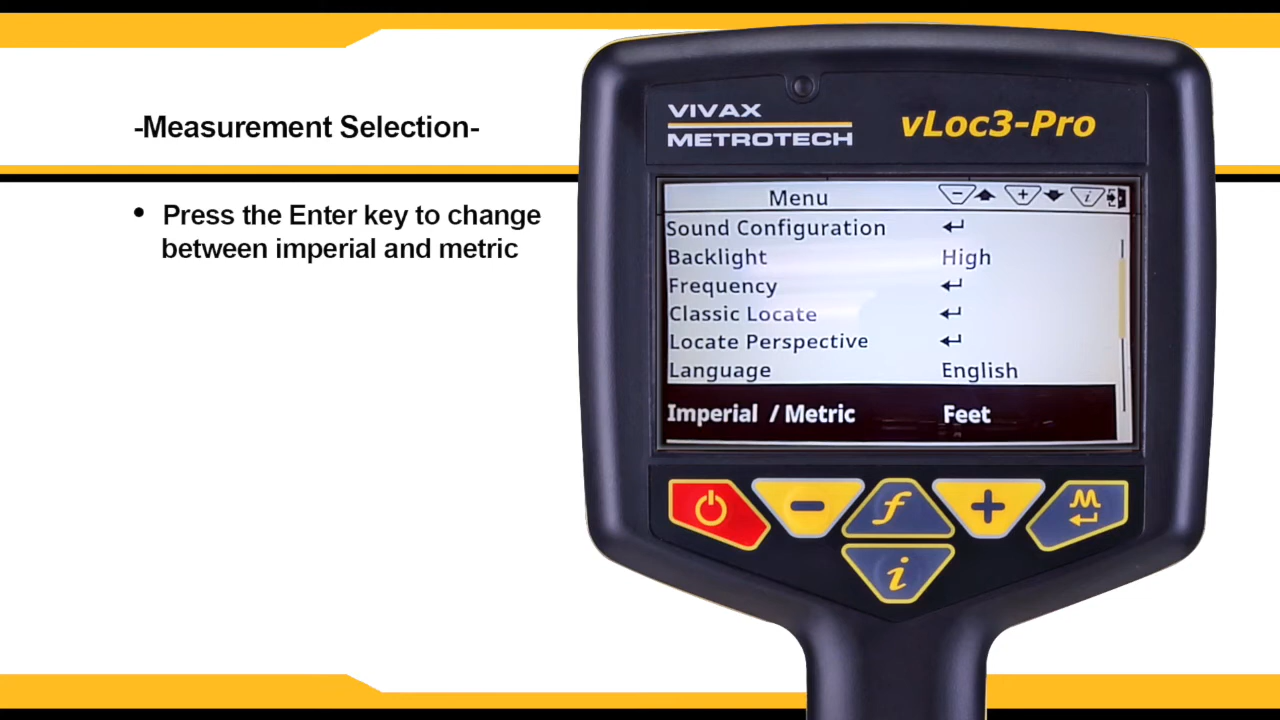 -Measurement Selection-
• Press the Enter key to change
between imperial and metric
VIVAX
METROTECH
vLoc3-Pro
Menu - + i
Sound Configuration
Backlight High
Frequency
Classic Locate
Locate Perspective
Language English
Imperial / Metric Feet
- f +
i